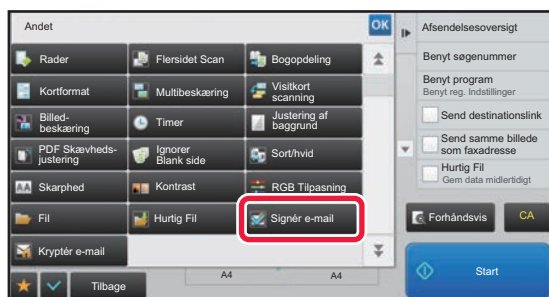 Andet
OK
Rader
Flersidet Scan
Bogopdeling
Kortformat
Multibeskæring
Visitkort
scanning
Billed-
beskæring
Timer
Justering af
baggrund
PDF Skævheds-
justering
Ignorer
Blank side
Sort/hvid
AA
Skarphed
Kontrast
RGB Tilpasning
Fil
Hurtig Fil
Signér e-mail
Kryptér e-mail
Tilbage
A4
A4
Afsendelsesoversigt
Benyt søgenummer
Benyt program
Benyt reg. Indstillinger
Send destinationslink
Send samme billede
som faxadresse
Hurtig Fil
Gem data midlertidigt
Forhåndsvis
CA
Start